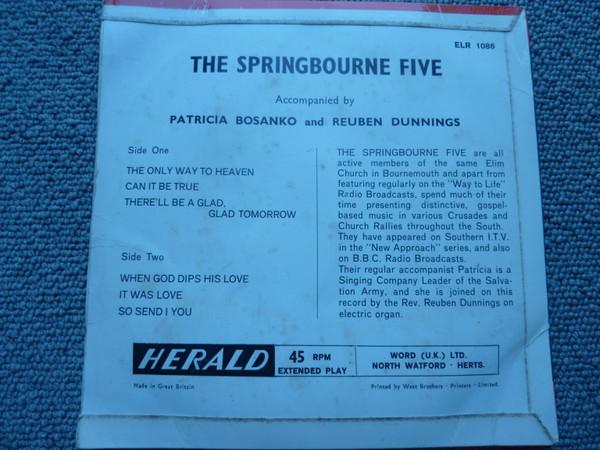 ELR 1086
THE SPRINGBOURNE FIVE
Accompanied by
PATRICIA BOSANKO and REUBEN DUNNINGS
Side One
THE ONLY WAY TO HEAVEN
CAN IT BE TRUE
THERE'LL BE A GLAD,
GLAD TOMORROW
Side Two
WHEN GOD DIPS HIS LOVE
IT WAS LOVE
SO SEND I YOU
THE SPRINGBOURNE FIVE are all
active members of the same Elim
Church in Bournemouth and apart from
featuring regularly on the "Way to Life"
Radio Broadcasts, spend much of their
time presenting distinctive, gospel-
based music in various Crusades and
Church Rallies throughout the South.
They have appeared on Southern I.T.V.
in the "New Approach" series, and also
on B.B.C. Radio Broadcasts.
Their regular accompanist Patricia is a
Singing Company Leader of the Salva-
tion Army, and she is joined on this
record by the Rev. Reuben Dunnings on
electric organ.
HERALD
45 RPM
EXTENDED PLAY
WORD (U.K.) LTD.
NORTH WATFORD · HERTS.
Made in Great Britain
Printed by West Brothers · Printers · Limited.